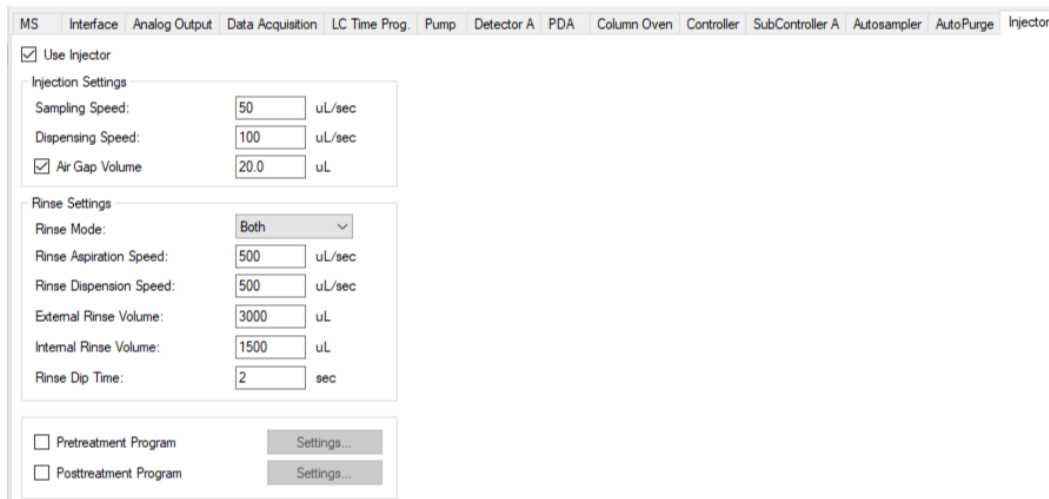 MS Interface Analog Output Data Acquisition LC Time Prog. Pump Detector A PDA Column Oven Controller SubController A Autosampler AutoPurge Injector
Use Injector
Injection Settings
Sampling Speed: 50 uL/sec
Dispensing Speed: 100 uL/sec
Air Gap Volume 20.0 uL
Rinse Settings
Rinse Mode: Both
Rinse Aspiration Speed: 500 uL/sec
Rinse Dispension Speed: 500 uL/sec
External Rinse Volume: 3000 uL
Internal Rinse Volume: 1500 uL
Rinse Dip Time: 2 sec
Pretreatment Program Settings...
Posttreatment Program Settings...